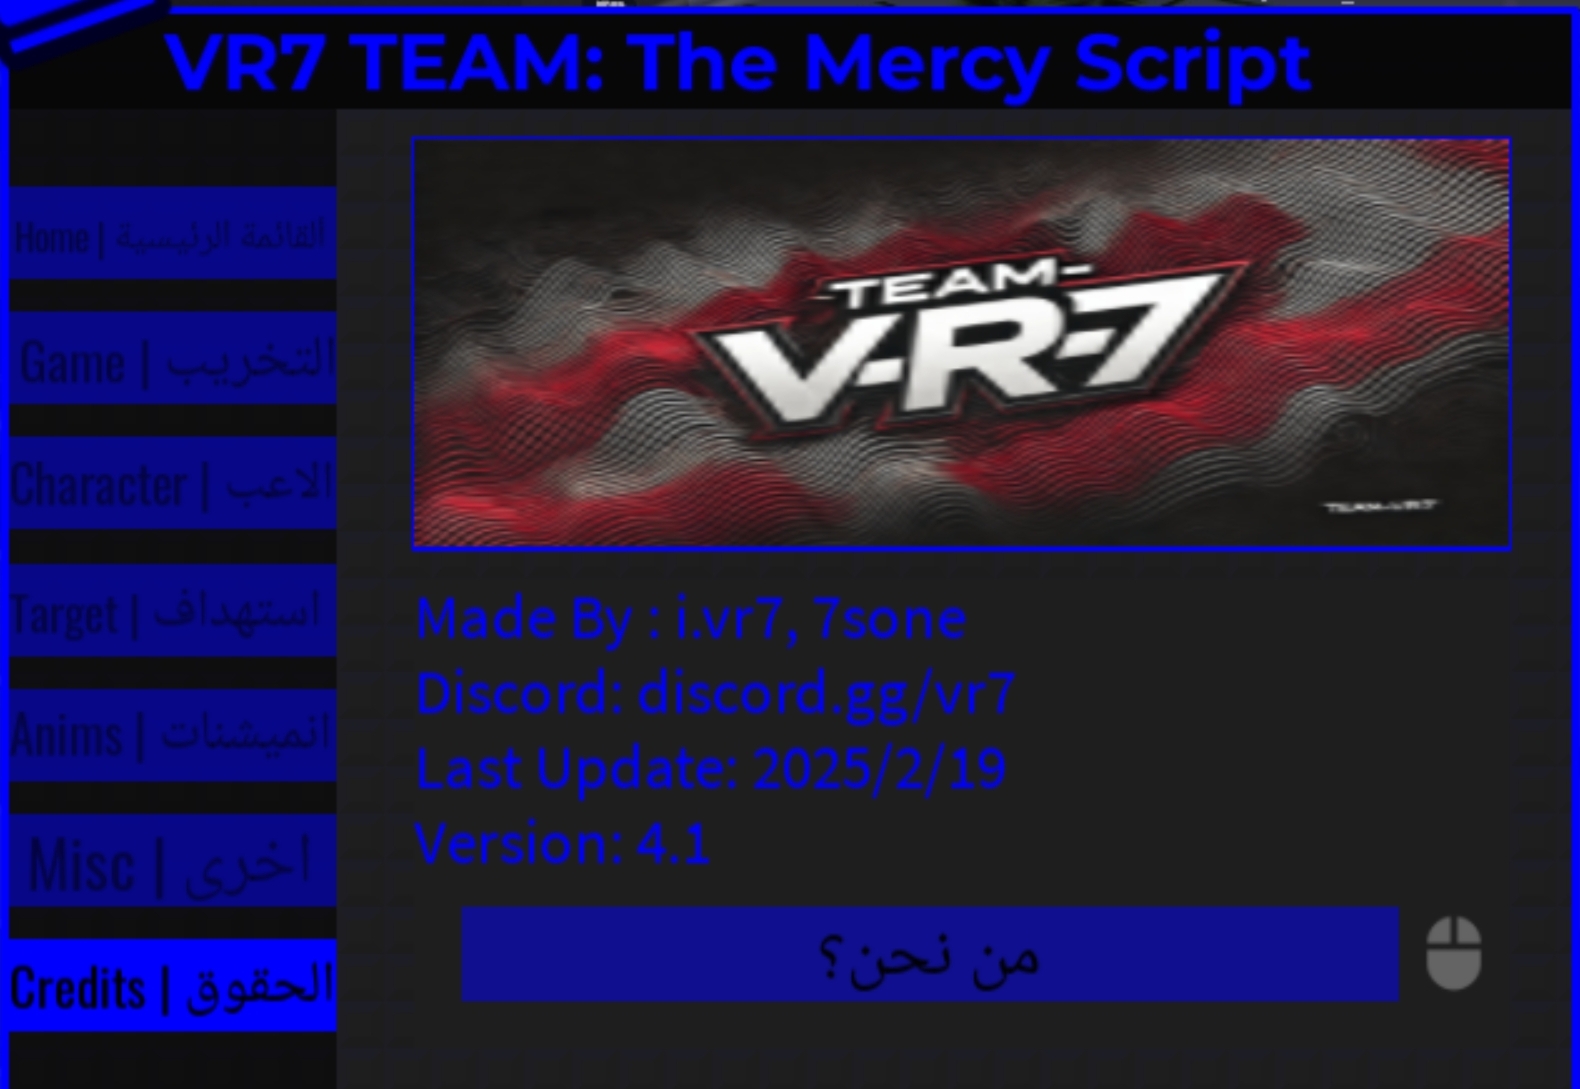 VR7 TEAM: The Mercy Script
Home | القائمة الرئيسية
Game | التخريب
Character | الاعب
Target | استهداف
Anims | انميشنات
Misc | اخرى
Credits | الحقوق
-TEAM-
V-R-7
TEAM-VR7
Made By : i.vr7, 7sone
Discord: discord.gg/vr7
Last Update: 2025/2/19
Version: 4.1
من نحن؟